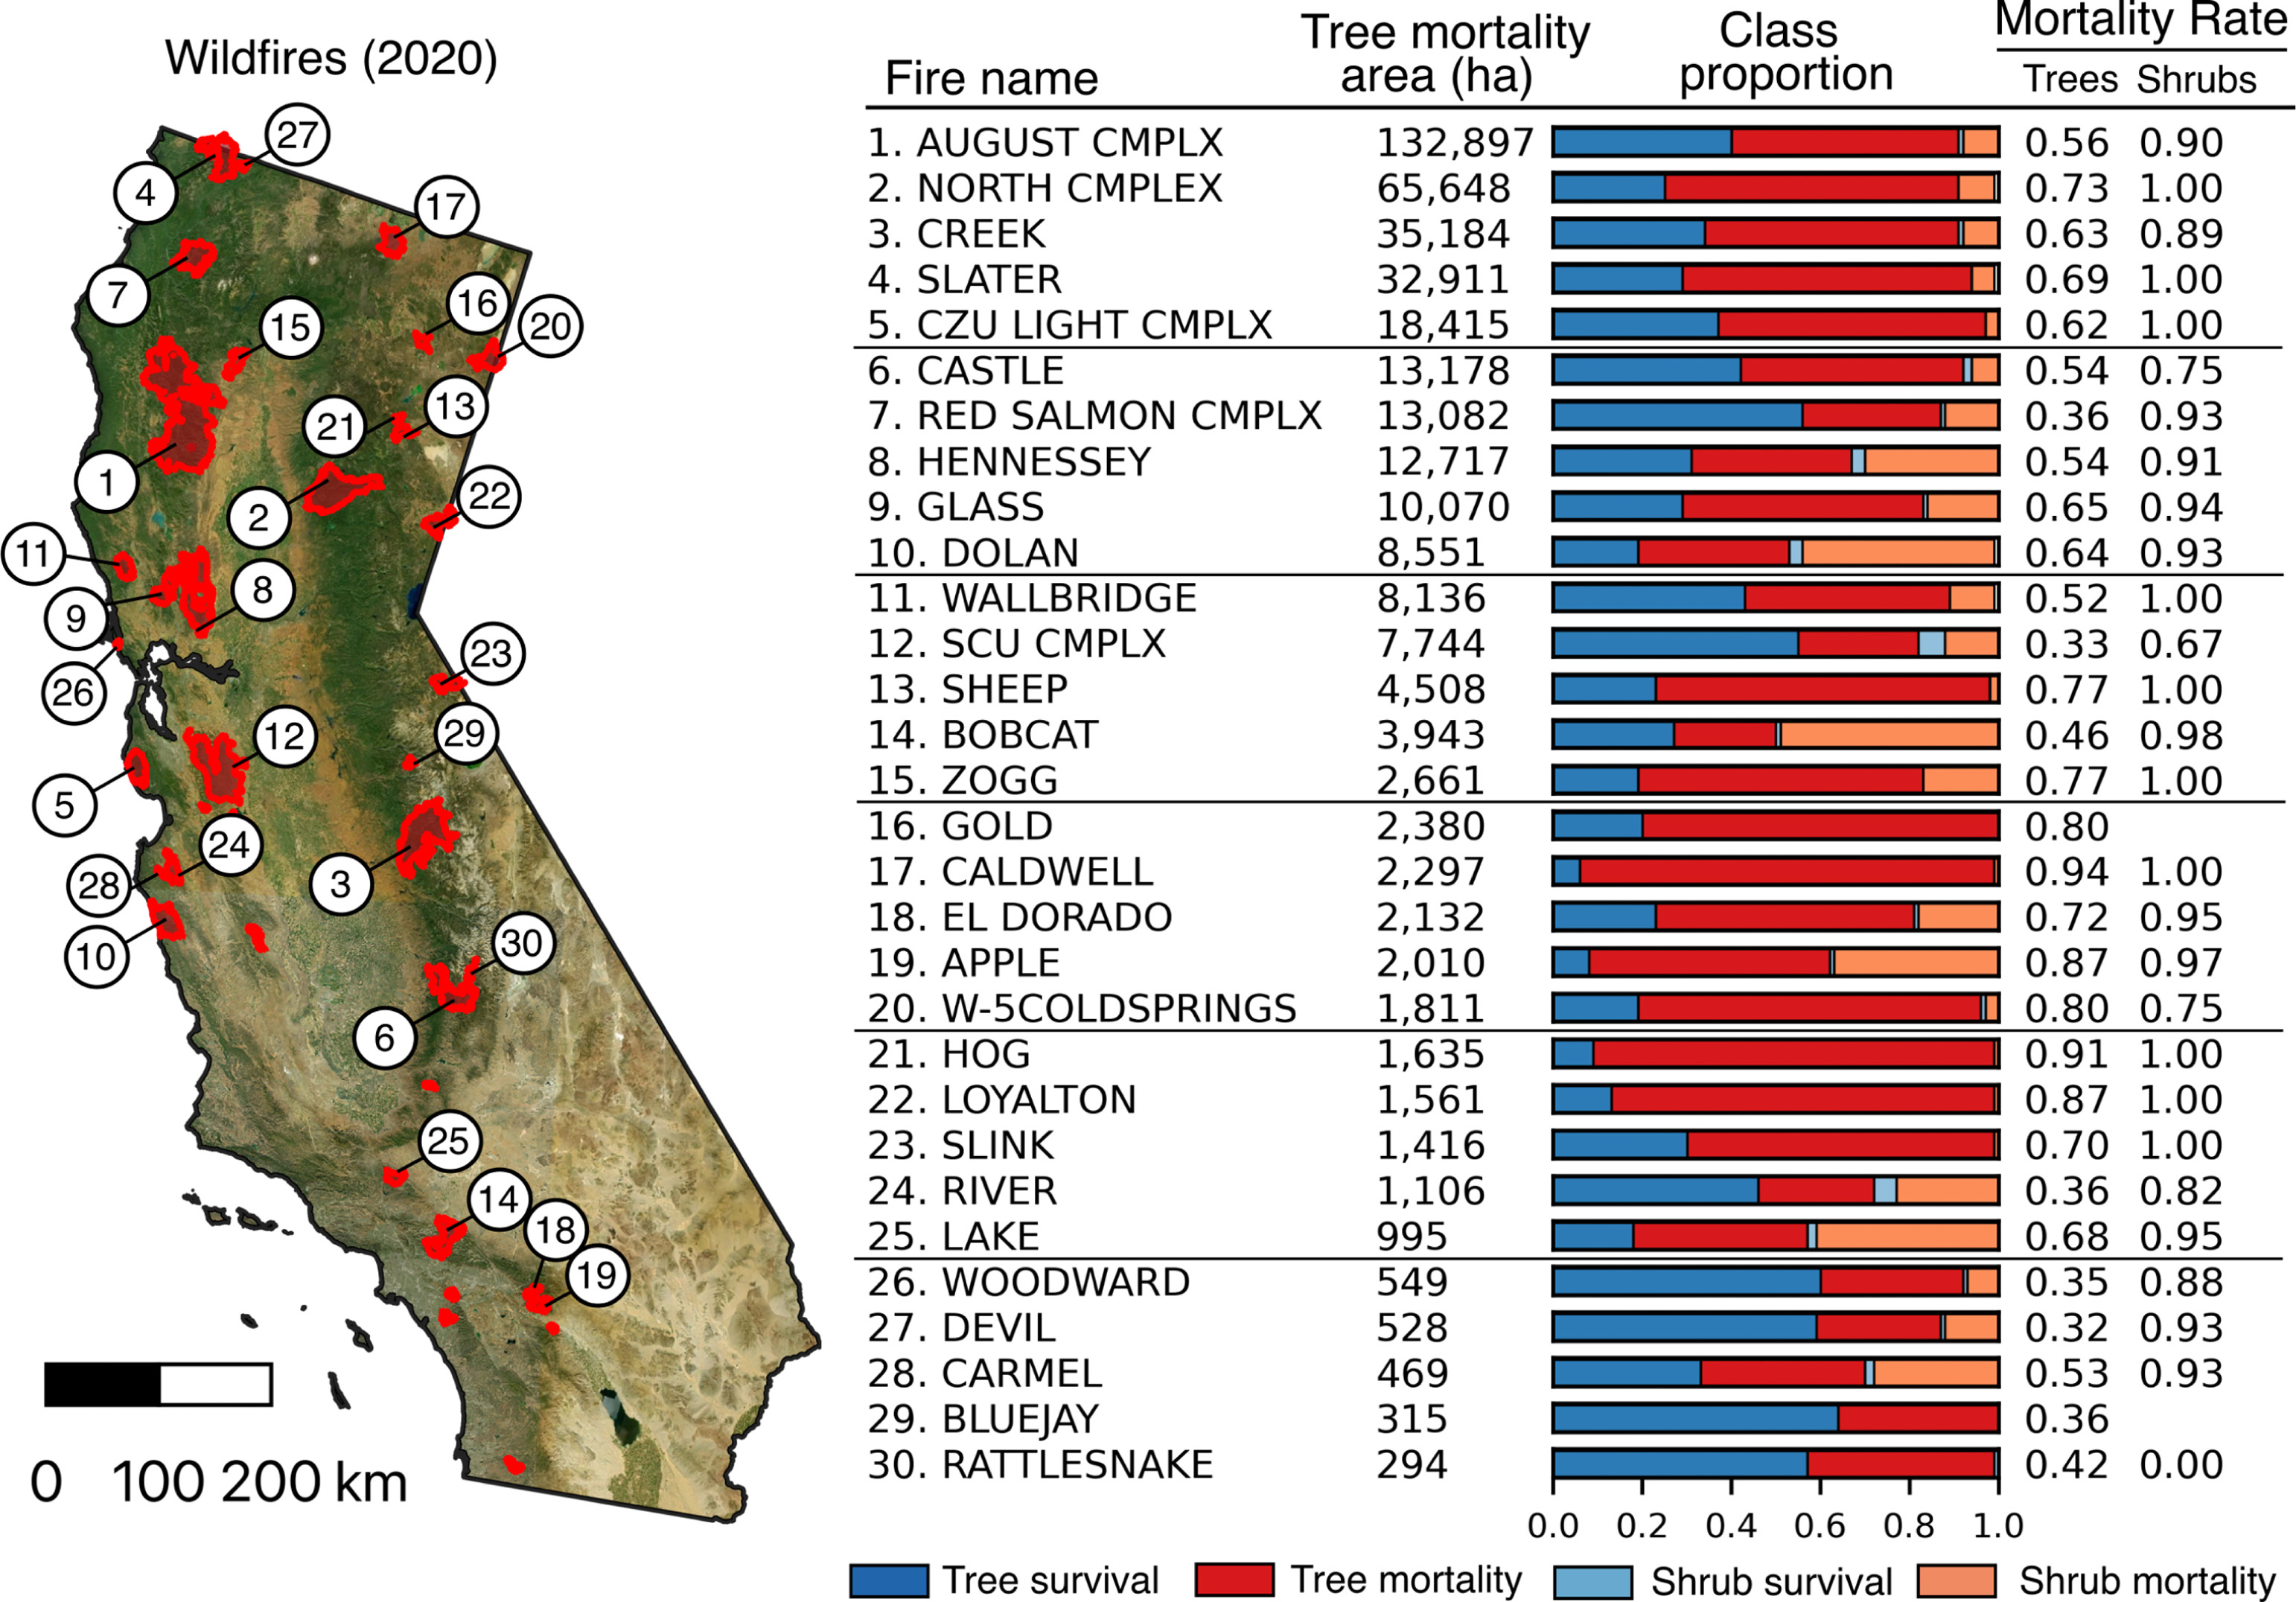 Wildfires (2020)
27
4
17
7
16
15
20
13
21
1
2
22
11
8
9
23
26
29
12
5
24
28
3
10
30
6
25
14
18
19
0 100 200 km
Fire name Tree mortality area (ha) Class proportion Mortality Rate
Trees Shrubs
1. AUGUST CMPLX 132,897 0.56 0.90
2. NORTH CMPLEX 65,648 0.73 1.00
3. CREEK 35,184 0.63 0.89
4. SLATER 32,911 0.69 1.00
5. CZU LIGHT CMPLX 18,415 0.62 1.00
6. CASTLE 13,178 0.54 0.75
7. RED SALMON CMPLX 13,082 0.36 0.93
8. HENNESSEY 12,717 0.54 0.91
9. GLASS 10,070 0.65 0.94
10. DOLAN 8,551 0.64 0.93
11. WALLBRIDGE 8,136 0.52 1.00
12. SCU CMPLX 7,744 0.33 0.67
13. SHEEP 4,508 0.77 1.00
14. BOBCAT 3,943 0.46 0.98
15. ZOGG 2,661 0.77 1.00
16. GOLD 2,380 0.80
17. CALDWELL 2,297 0.94 1.00
18. EL DORADO 2,132 0.72 0.95
19. APPLE 2,010 0.87 0.97
20. W-5COLDSPRINGS 1,811 0.80 0.75
21. HOG 1,635 0.91 1.00
22. LOYALTON 1,561 0.87 1.00
23. SLINK 1,416 0.70 1.00
24. RIVER 1,106 0.36 0.82
25. LAKE 995 0.68 0.95
26. WOODWARD 549 0.35 0.88
27. DEVIL 528 0.32 0.93
28. CARMEL 469 0.53 0.93
29. BLUEJAY 315 0.36
30. RATTLESNAKE 294 0.42 0.00
0.0 0.2 0.4 0.6 0.8 1.0
Tree survival Tree mortality Shrub survival Shrub mortality